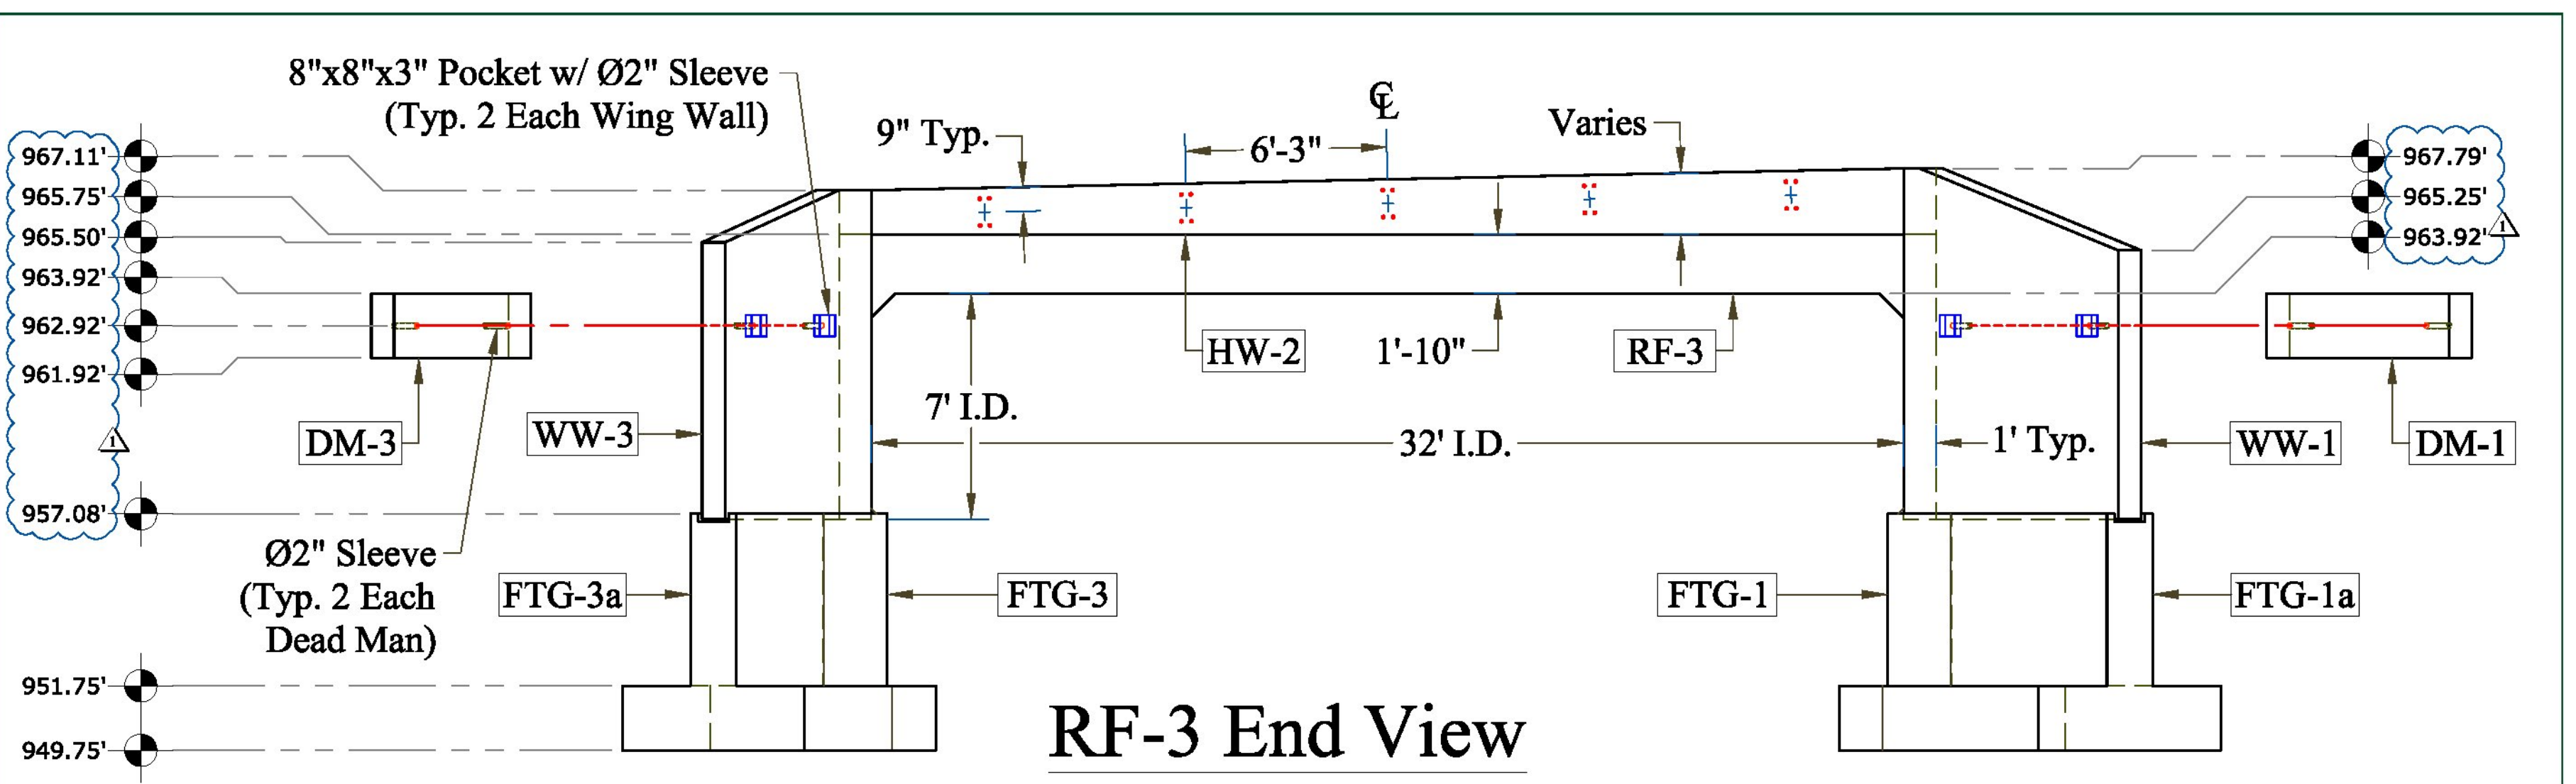 8"x8"x3" Pocket w/ Ø2" Sleeve
(Typ. 2 Each Wing Wall)
9" Typ.
6'-3"
℄
Varies
967.11'
965.75'
965.50'
963.92'
962.92'
961.92'
957.08'
951.75'
949.75'
1
967.79'
965.25'
963.92'
1
HW-2
1'-10"
RF-3
7' I.D.
32' I.D.
1' Typ.
DM-3
WW-3
WW-1
DM-1
Ø2" Sleeve
(Typ. 2 Each
Dead Man)
FTG-3a
FTG-3
FTG-1
FTG-1a
RF-3 End View